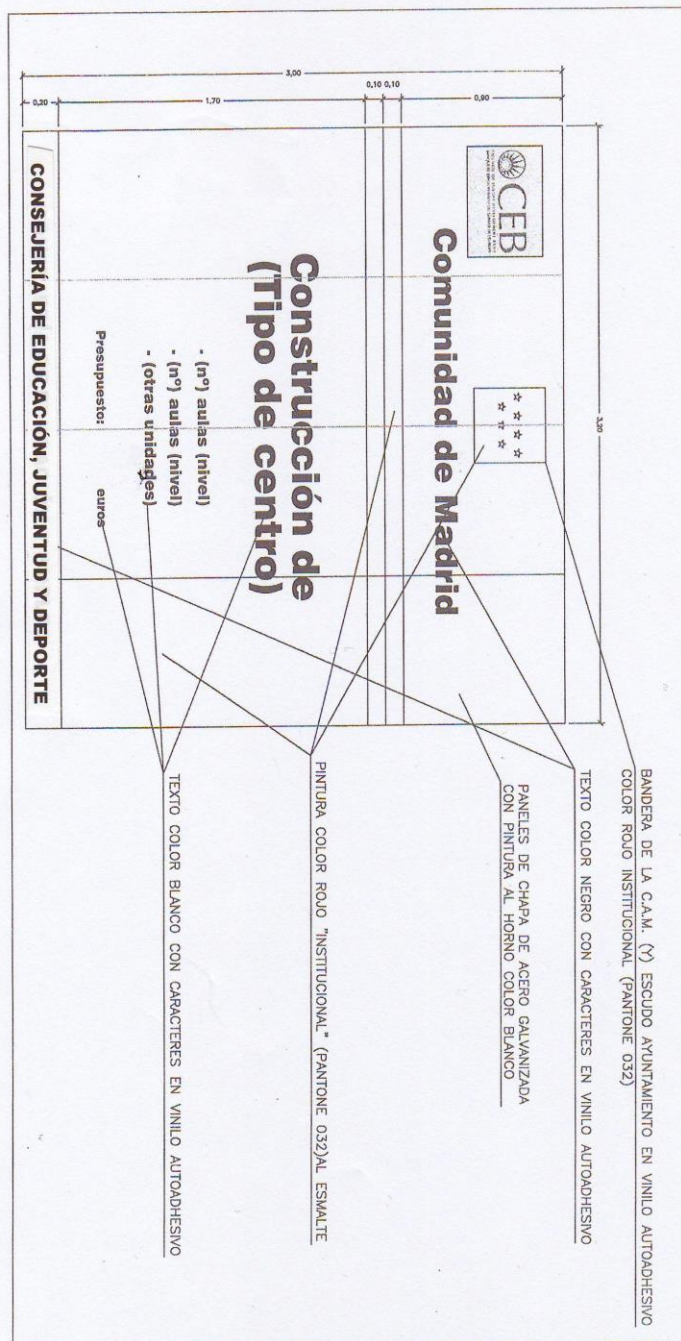 3,20
BANDERA DE LA C.A.M. (Y) ESCUDO AYUNTAMIENTO EN VINILO AUTOADHESIVO
COLOR ROJO INSTITUCIONAL (PANTONE 032)
TEXTO COLOR NEGRO CON CARACTERES EN VINILO AUTOADHESIVO
PANELES DE CHAPA DE ACERO GALVANIZADA
CON PINTURA AL HORNO COLOR BLANCO
PINTURA COLOR ROJO "INSTITUCIONAL" (PANTONE 032)AL ESMALTE
TEXTO COLOR BLANCO CON CARACTERES EN VINILO AUTOADHESIVO
3,00
0,90
0,10
0,10
1,70
0,20
CEB
Comunidad de Madrid
Construcción de
(Tipo de centro)
- (nº) aulas (nivel)
- (nº) aulas (nivel)
- (otras unidades)
Presupuesto: euros
CONSEJERÍA DE EDUCACIÓN, JUVENTUD Y DEPORTE